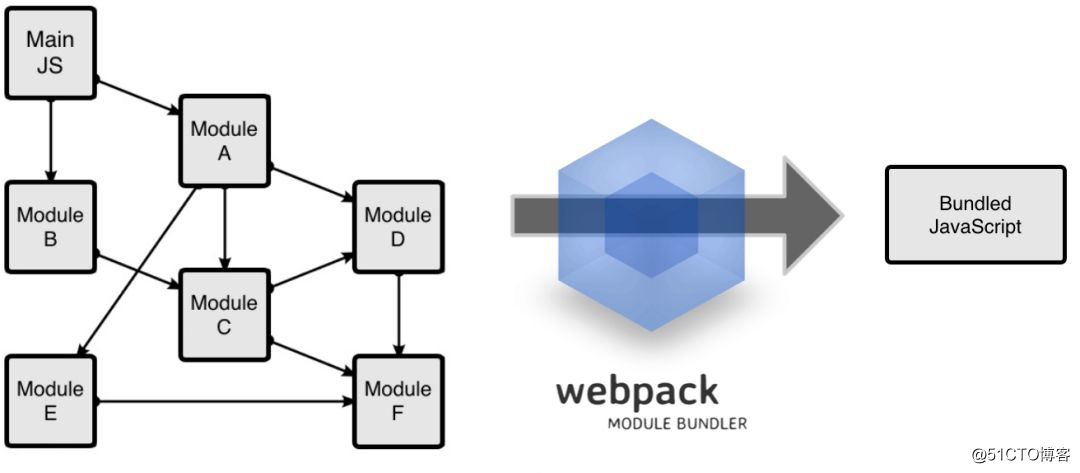 Main
JS
Module
A
Module
B
Module
C
Module
D
Module
E
Module
F
webpack
MODULE BUNDLER
Bundled
JavaScript
@51CTO博客